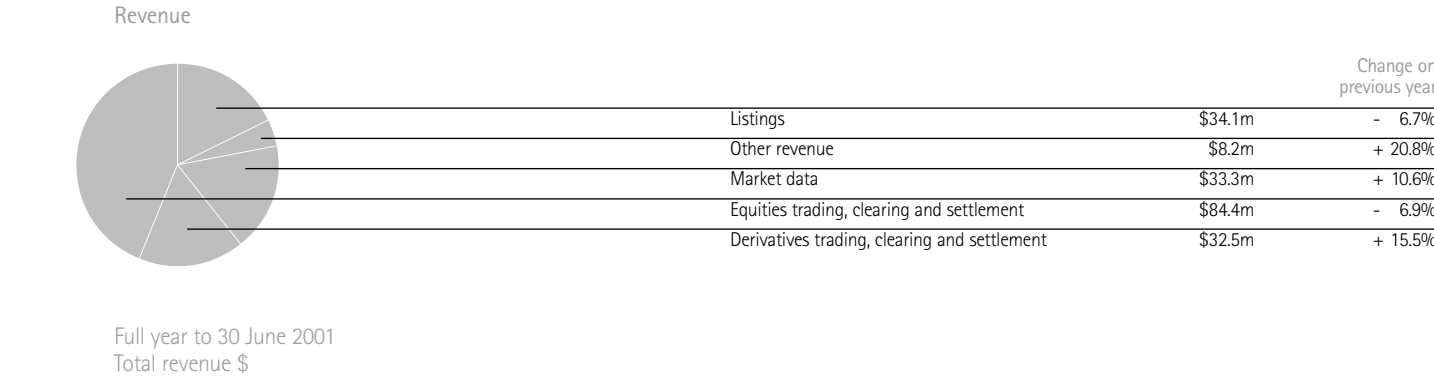 Revenue
Change on
previous year
Listings $34.1m - 6.7%
Other revenue $8.2m + 20.8%
Market data $33.3m + 10.6%
Equities trading, clearing and settlement $84.4m - 6.9%
Derivatives trading, clearing and settlement $32.5m + 15.5%
Full year to 30 June 2001
Total revenue $